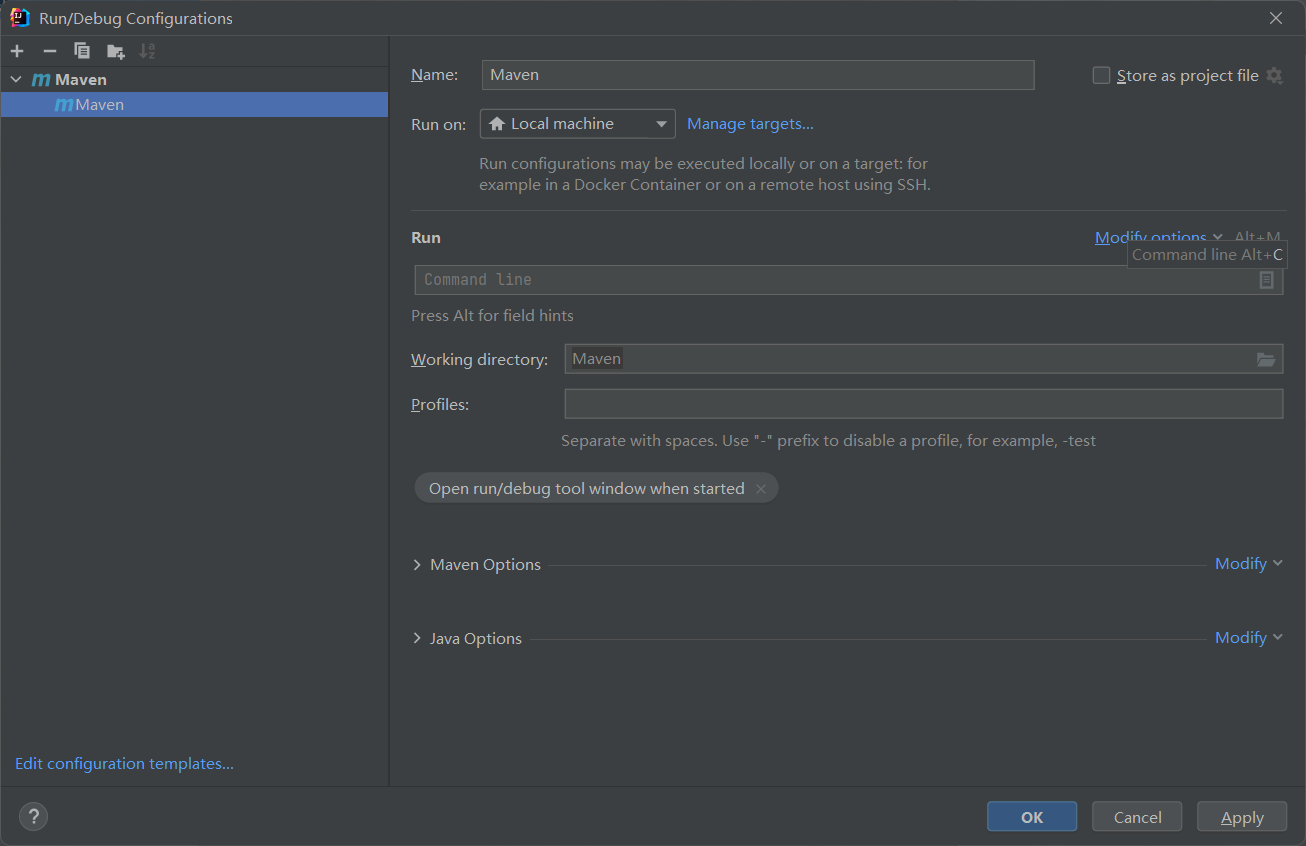 Run/Debug Configurations
Maven
Maven
Name:
Maven
Store as project file
Run on:
Local machine
Manage targets...
Run configurations may be executed locally or on a target: for
example in a Docker Container or on a remote host using SSH.
Run
Modify options
Alt+M
Command line Alt+C
Command line
Press Alt for field hints
Working directory:
Maven
Profiles:
Separate with spaces. Use "-" prefix to disable a profile, for example, -test
Open run/debug tool window when started
Maven Options
Modify
Java Options
Modify
Edit configuration templates...
?
OK
Cancel
Apply